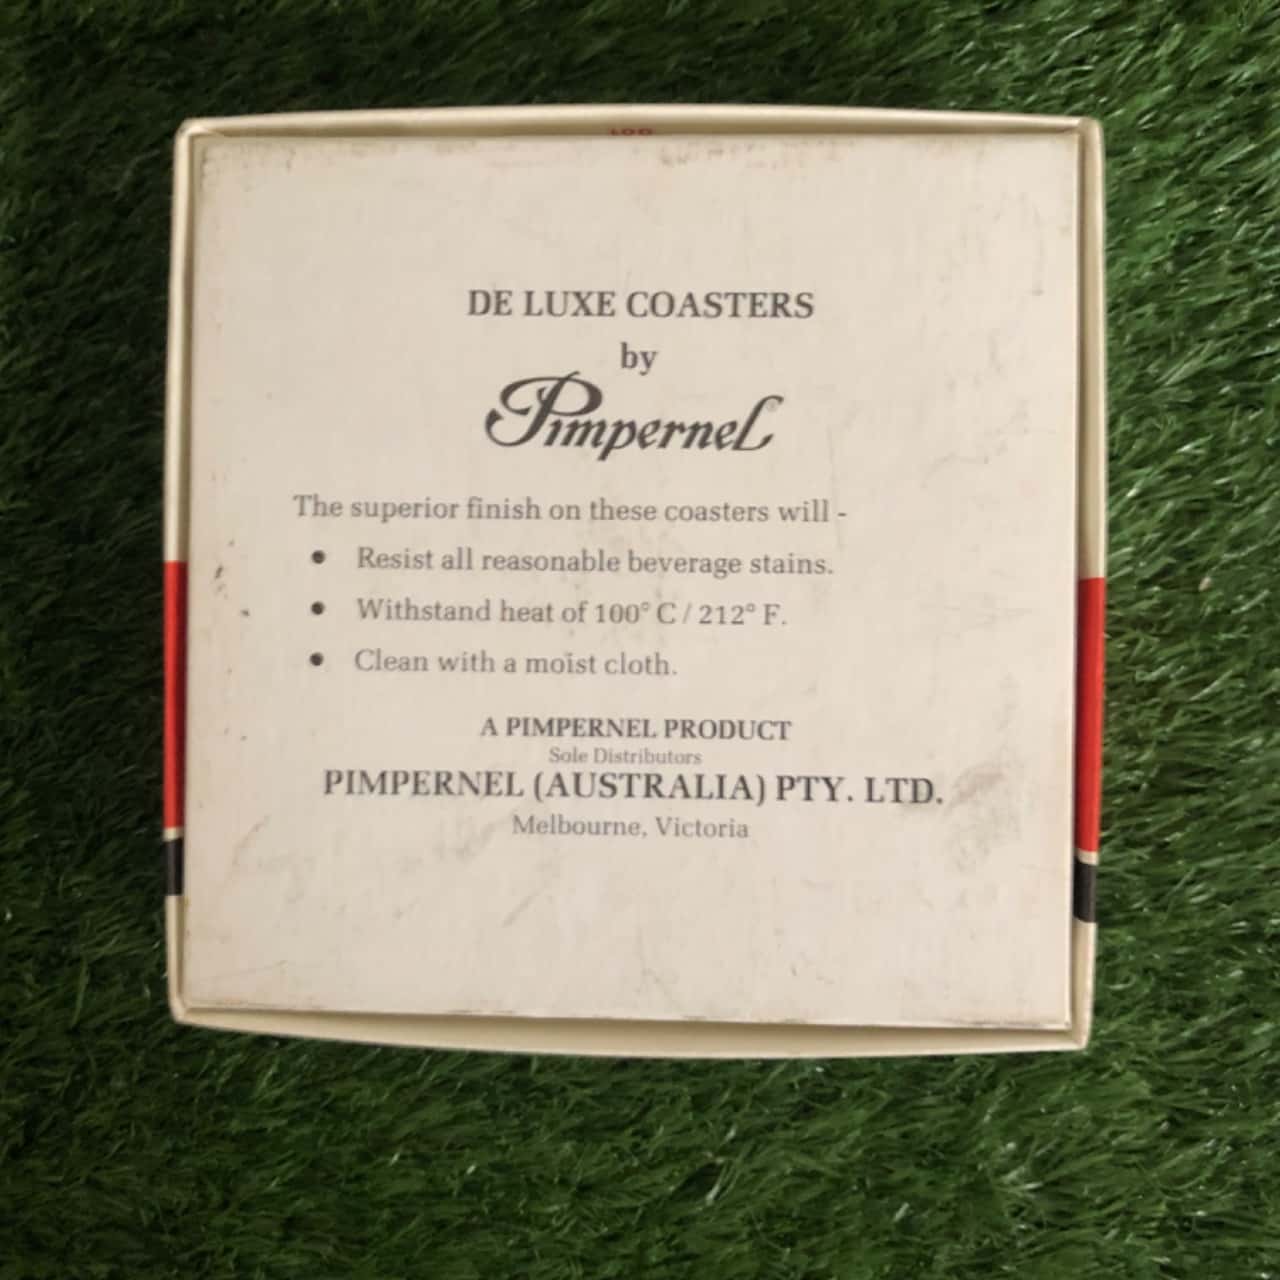 DE LUXE COASTERS
by
Pimpernel
The superior finish on these coasters will -
• Resist all reasonable beverage stains.
• Withstand heat of 100° C / 212° F.
• Clean with a moist cloth.
A PIMPERNEL PRODUCT
Sole Distributors
PIMPERNEL (AUSTRALIA) PTY. LTD.
Melbourne, Victoria